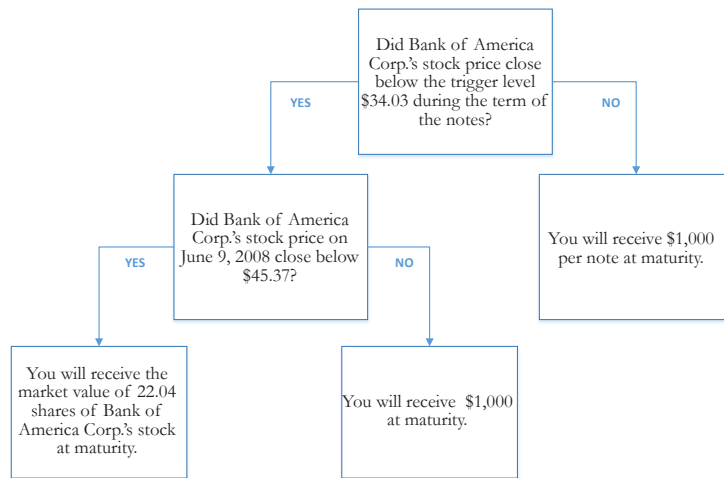 Did Bank of America
Corp.'s stock price close
below the trigger level
$34.03 during the term of
the notes?
YES
NO
Did Bank of America
Corp.'s stock price on
June 9, 2008 close below
$45.37?
You will receive $1,000
per note at maturity.
YES
NO
You will receive the
market value of 22.04
shares of Bank of
America Corp.'s stock
at maturity.
You will receive $1,000
at maturity.